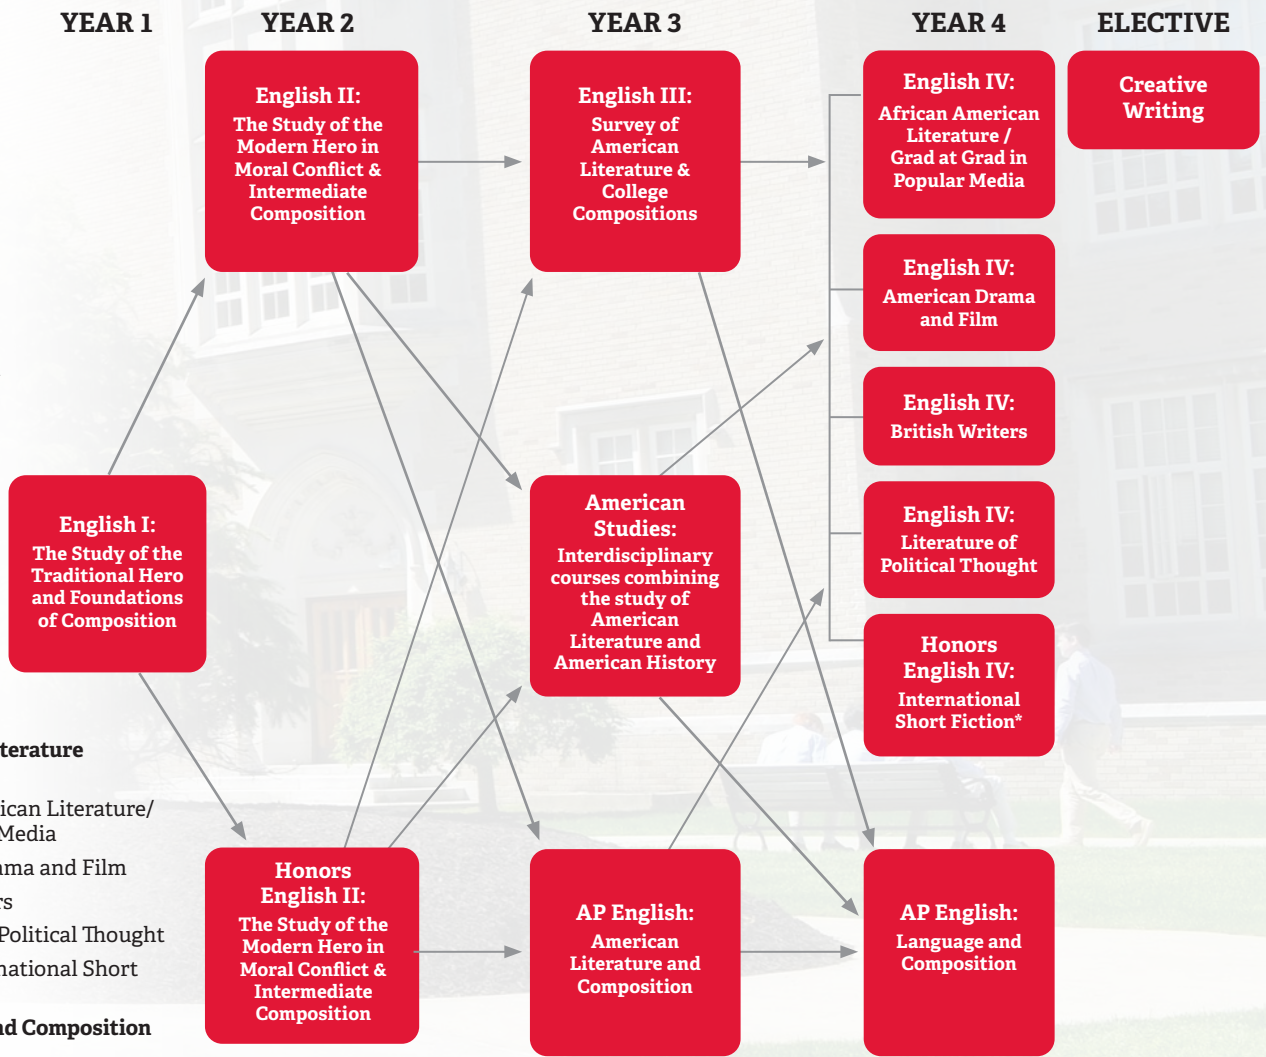 YEAR 1
YEAR 2
YEAR 3
YEAR 4
ELECTIVE
English I:
The Study of the
Traditional Hero
and Foundations
of Composition
English II:
The Study of the
Modern Hero in
Moral Conflict &
Intermediate
Composition
Honors
English II:
The Study of the
Modern Hero in
Moral Conflict &
Intermediate
Composition
English III:
Survey of
American
Literature &
College
Compositions
American
Studies:
Interdisciplinary
courses combining
the study of
American
Literature and
American History
AP English:
American
Literature and
Composition
English IV:
African American
Literature /
Grad at Grad in
Popular Media
English IV:
American Drama
and Film
English IV:
British Writers
English IV:
Literature of
Political Thought
Honors
English IV:
International
Short Fiction*
AP English:
Language and
Composition
Creative
Writing
terature
ican Literature/
Media
ma and Film
rs
Political Thought
national Short
nd Composition